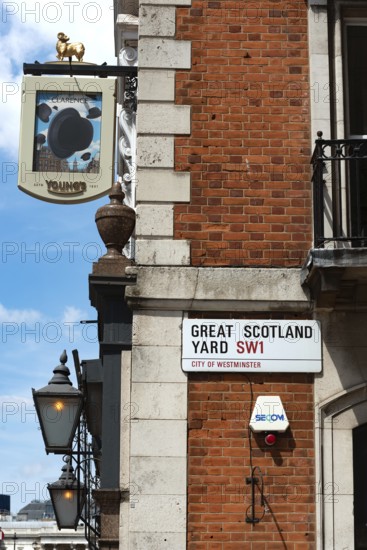 CLARENCE
YOUNG'S
GREAT SCOTLAND
YARD SW1
CITY OF WESTMINSTER
SECOM